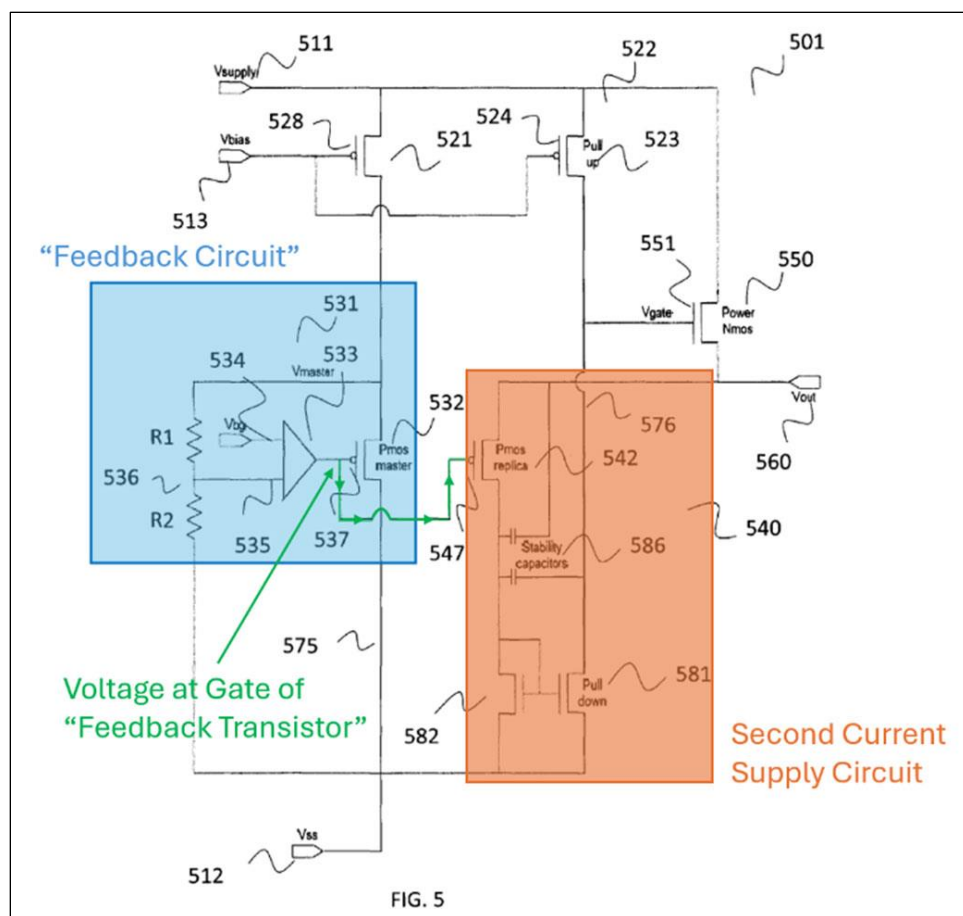 511
Vsupply
522
501
528
524
Vbias
521
Pull
up
523
513
“Feedback Circuit”
551
550
Vgate
Power
Nmos
531
534
Vmaster
533
532
Vout
R1
Vbg
Pmos
master
Pmos
replica
576
542
560
536
R2
535
537
547
Stability
capacitors
586
540
575
Voltage at Gate of
“Feedback Transistor”
Pull
down
581
582
Second Current
Supply Circuit
Vss
512
FIG. 5